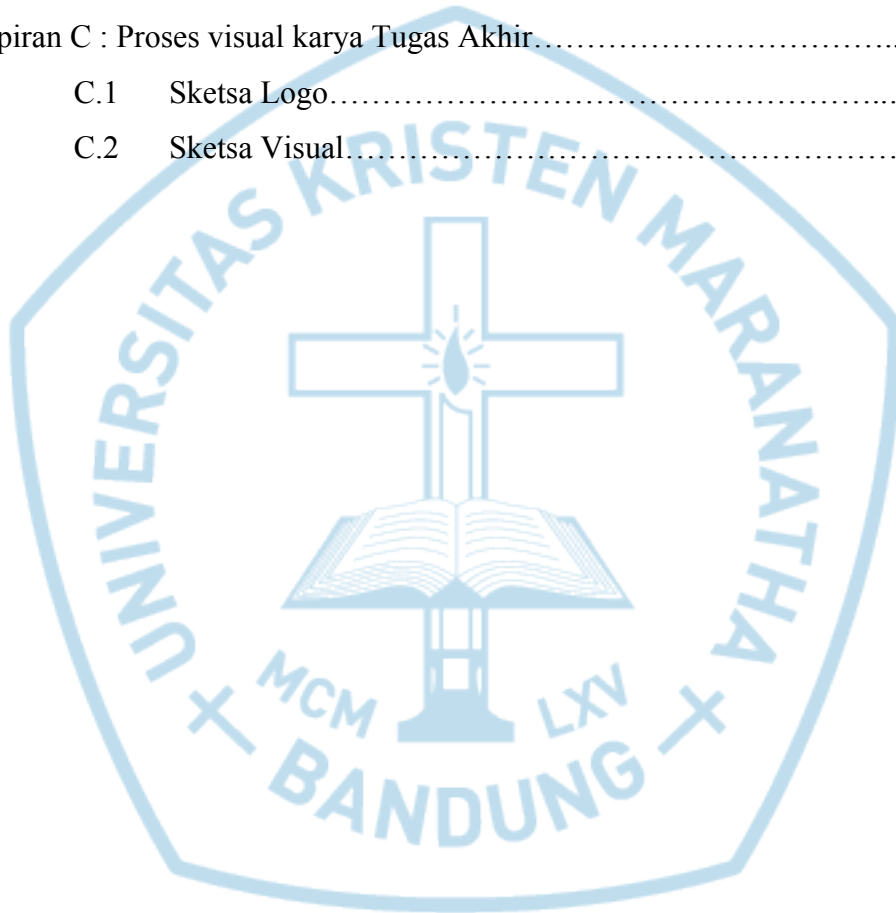 piran C : Proses visual karya Tugas Akhir…………………………….
C.1 Sketsa Logo……………………………………………...
C.2 Sketsa Visual……………………………………………
UNIVERSITAS KRISTEN MARANATHA
MCM LXV
BANDUNG